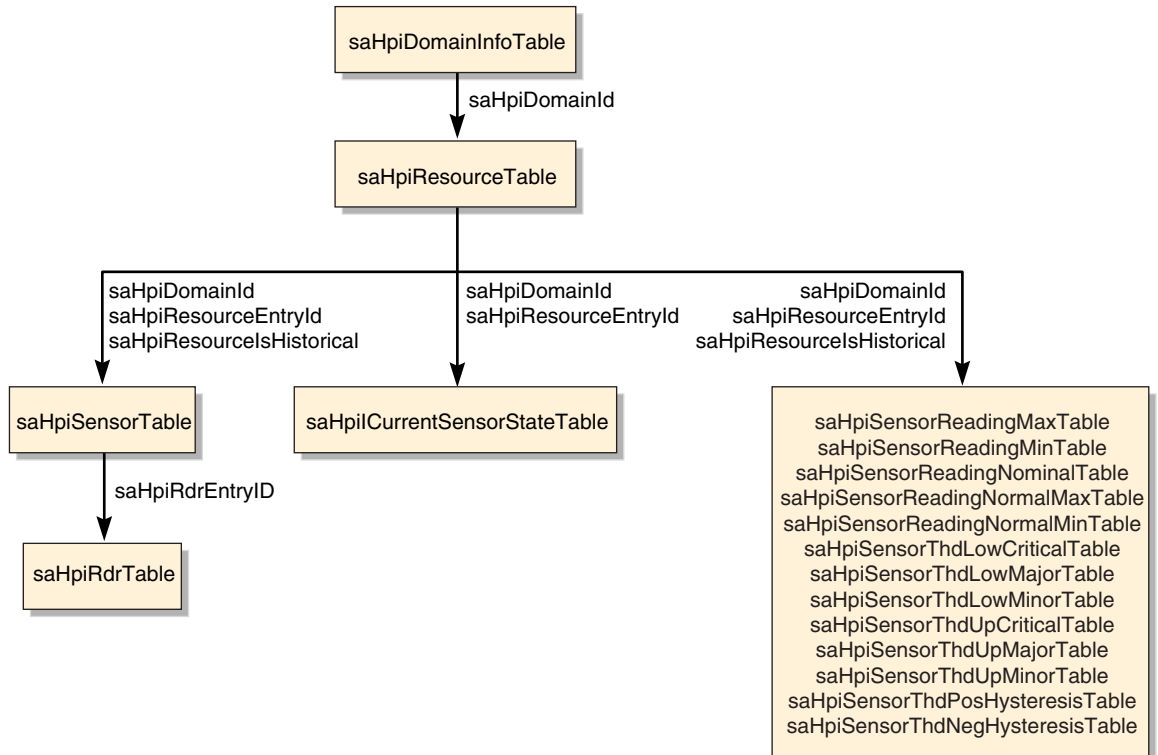 saHpiDomainInfoTable
saHpiDomainId
saHpiResourceTable
saHpiDomainId
saHpiResourceEntryId
saHpiResourceIsHistorical
saHpiDomainId
saHpiResourceEntryId
saHpiDomainId
saHpiResourceEntryId
saHpiResourceIsHistorical
saHpiSensorTable
saHpiICurrentSensorStateTable
saHpiRdrEntryID
saHpiRdrTable
saHpiSensorReadingMaxTable
saHpiSensorReadingMinTable
saHpiSensorReadingNominalTable
saHpiSensorReadingNormalMaxTable
saHpiSensorReadingNormalMinTable
saHpiSensorThdLowCriticalTable
saHpiSensorThdLowMajorTable
saHpiSensorThdLowMinorTable
saHpiSensorThdUpCriticalTable
saHpiSensorThdUpMajorTable
saHpiSensorThdUpMinorTable
saHpiSensorThdPosHysteresisTable
saHpiSensorThdNegHysteresisTable